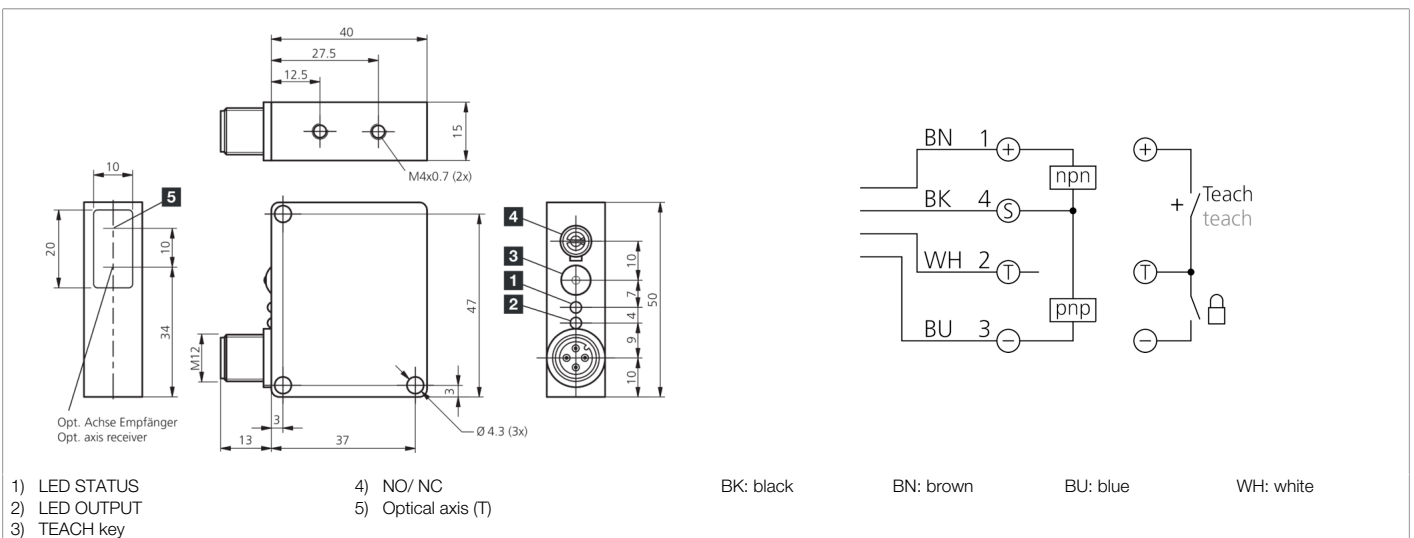 40
27.5
12.5
15
M4x0.7 (2x)
10
5
20
10
34
Opt. Achse Empfänger
Opt. axis receiver
M12
47
3
3
13
37
Ø 4.3 (3x)
4
3
1
2
10
7
4
9
10
50
BN 1 +
npn
BK 4 S
WH 2 T
pnp
BU 3 −
+
+ Teach
teach
T
−
1) LED STATUS
2) LED OUTPUT
3) TEACH key
4) NO/ NC
5) Optical axis (T)
BK: black
BN: brown
BU: blue
WH: white